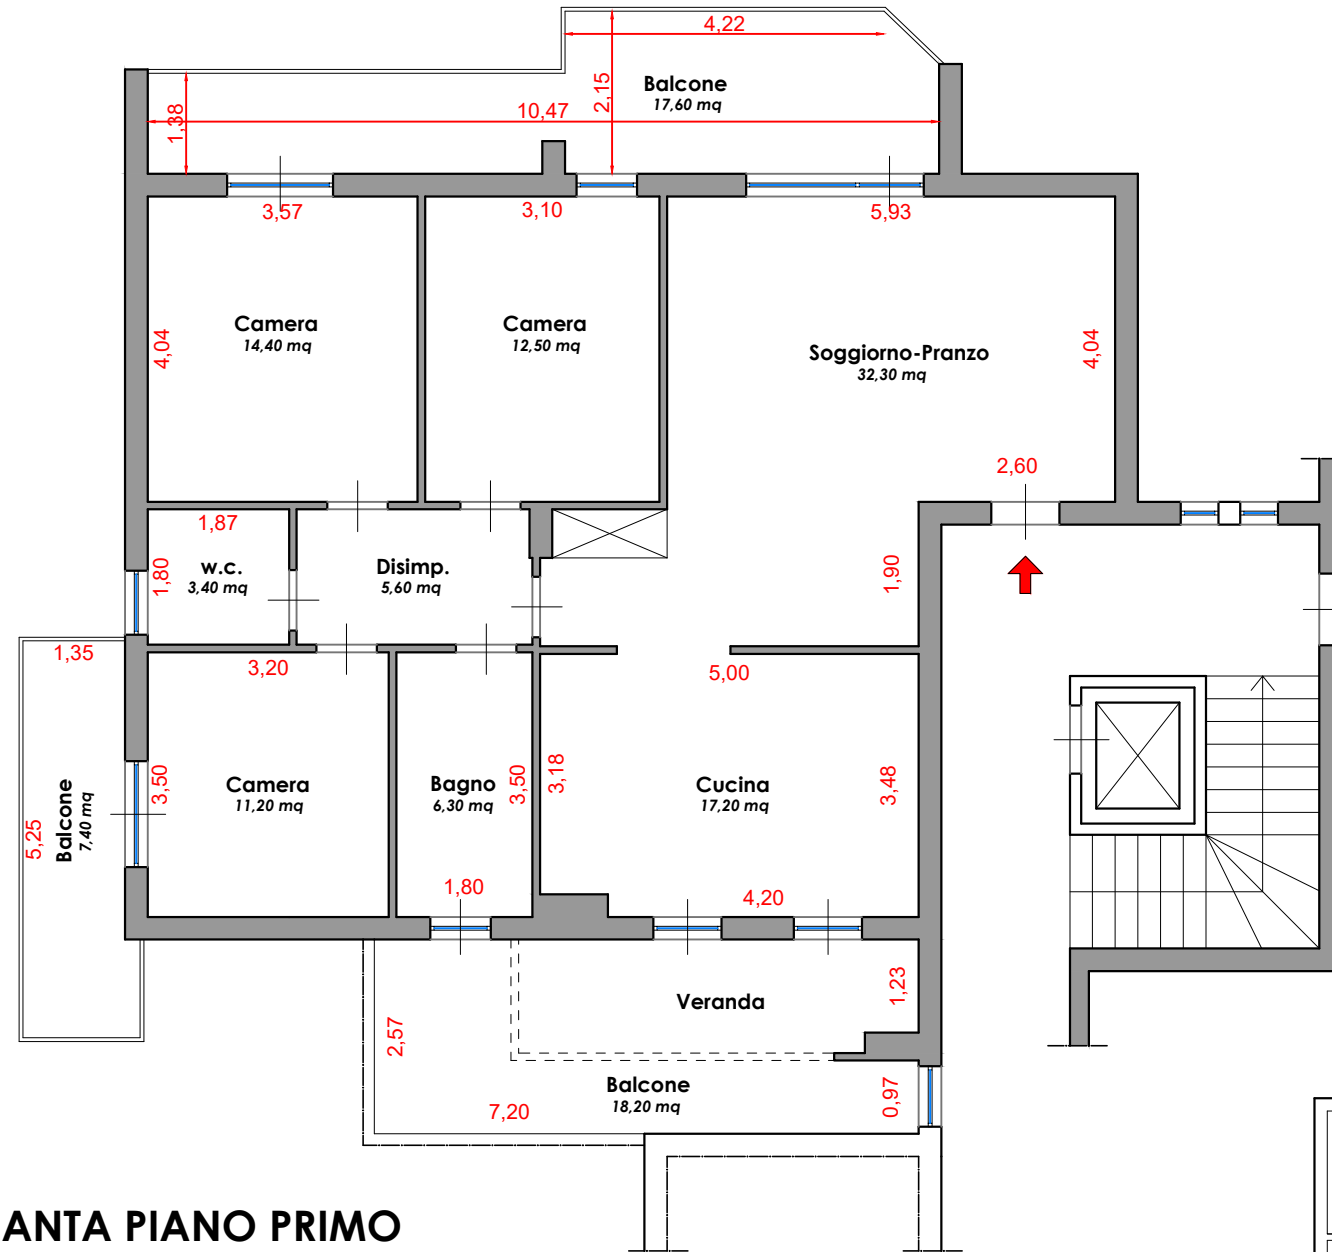 4,22
2,15
Balcone
17,60 mq
1,38
10,47
3,57
3,10
5,93
4,04
Camera
14,40 mq
Camera
12,50 mq
Soggiorno-Pranzo
32,30 mq
4,04
2,60
1,87
1,80
w.c.
3,40 mq
Disimp.
5,60 mq
1,90
1,35
3,20
5,00
5,25
Balcone
7,40 mq
3,50
Camera
11,20 mq
Bagno
6,30 mq
3,50
3,18
Cucina
17,20 mq
3,48
1,80
4,20
Veranda
1,23
2,57
Balcone
18,20 mq
0,97
7,20
ANTA PIANO PRIMO